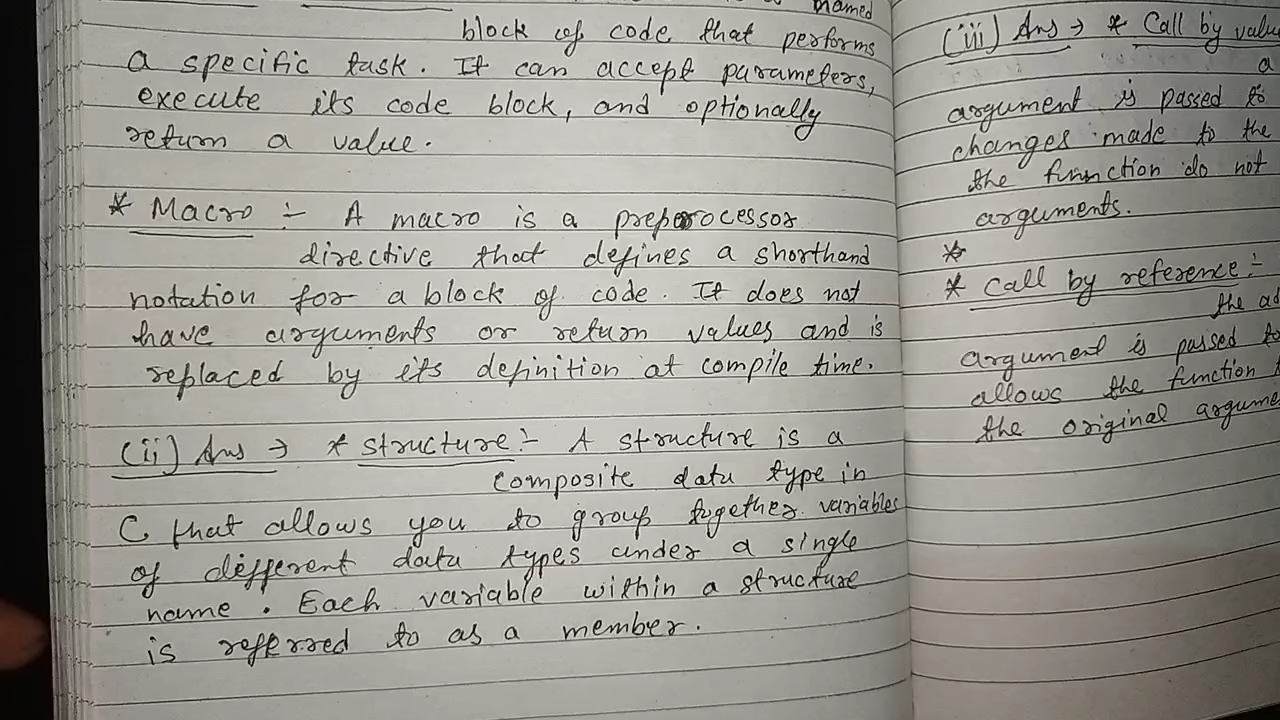 named
block of code that performs
a specific task. It can accept parameters,
execute its code block, and optionally
return a value.
* Macro :- A macro is a preprocessor
directive that defines a shorthand
notation for a block of code. It does not
have arguments or return values and is
replaced by its definition at compile time.
(ii) Ans → * structure :- A structure is a
composite data type in
C that allows you to group together variables
of different data types under a single
name. Each variable within a structure
is referred to as a member.
(iii) Ans → * Call by value
a
argument is passed to
changes made to the
the function do not
arguments.
*
* Call by reference :-
the ad
argument is passed to
allows the function
the original argume